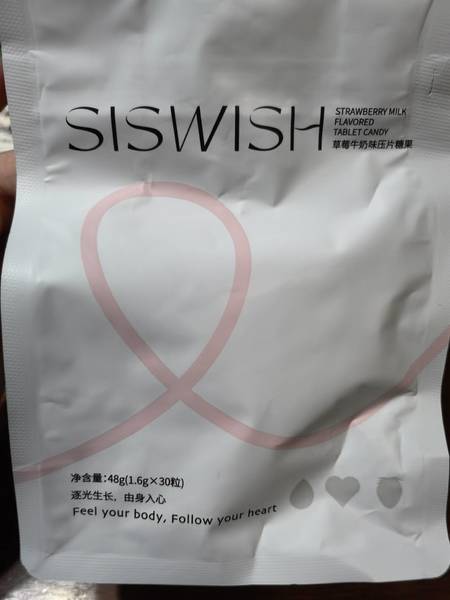 SISWISH
STRAWBERRY MILK
FLAVORED
TABLET CANDY
草莓牛奶味压片糖果
净含量:48g(1.6g×30粒)
逐光生长，由身入心
Feel your body, Follow your heart